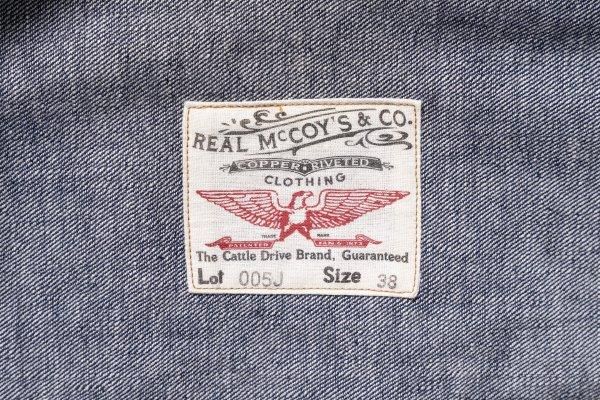 REAL McCOY'S & CO.
COPPER RIVETED
CLOTHING
TRADE MARK
PATENTED JAN. 6 1873
The Cattle Drive Brand, Guaranteed
Lot 005J Size 38